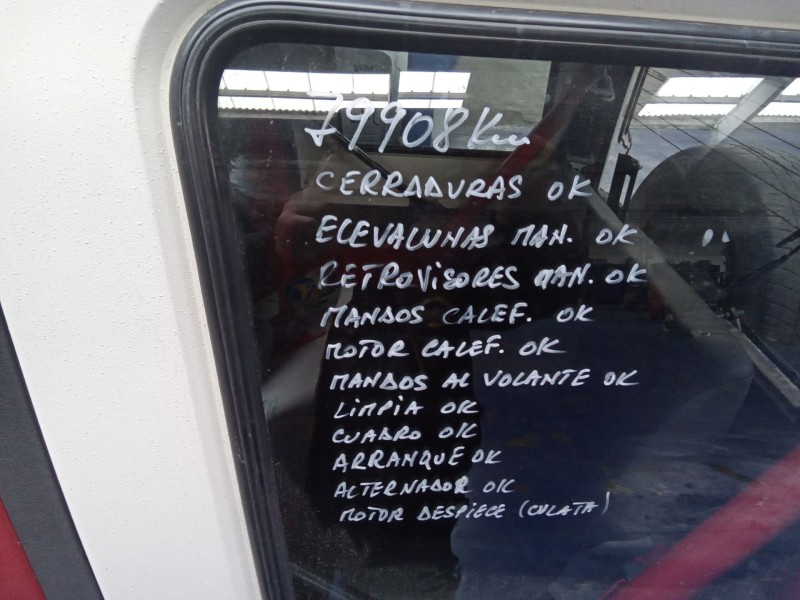 79908 Km
CERRADURAS OK
ELEVALUNAS MAN. OK
RETROVISORES MAN. OK
MANDOS CALEF. OK
MOTOR CALEF. OK
MANDOS AL VOLANTE OK
LIMPIA OK
CUADRO OK
ARRANQUE OK
ALTERNADOR OK
MOTOR DESPIECE (CULATA)